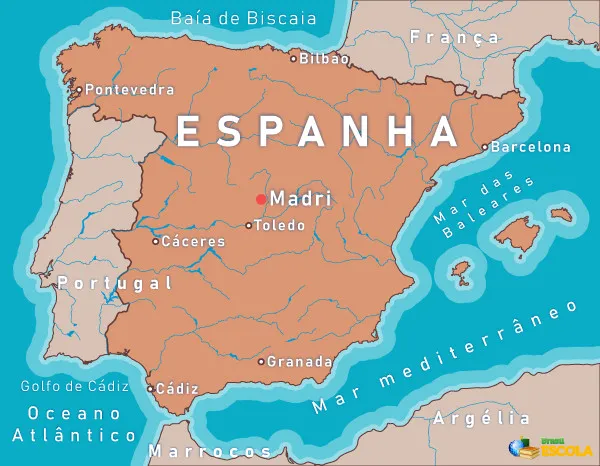 Baía de Biscaia
França
Bilbao
Pontevedra
ESPANHA
Barcelona
Mar das
Baleares
Madri
Toledo
Cáceres
Portugal
Mar mediterrâneo
Granada
Golfo de Cádiz
Cádiz
Oceano
Atlântico
Argélia
Marrocos
BRASIL
ESCOLA